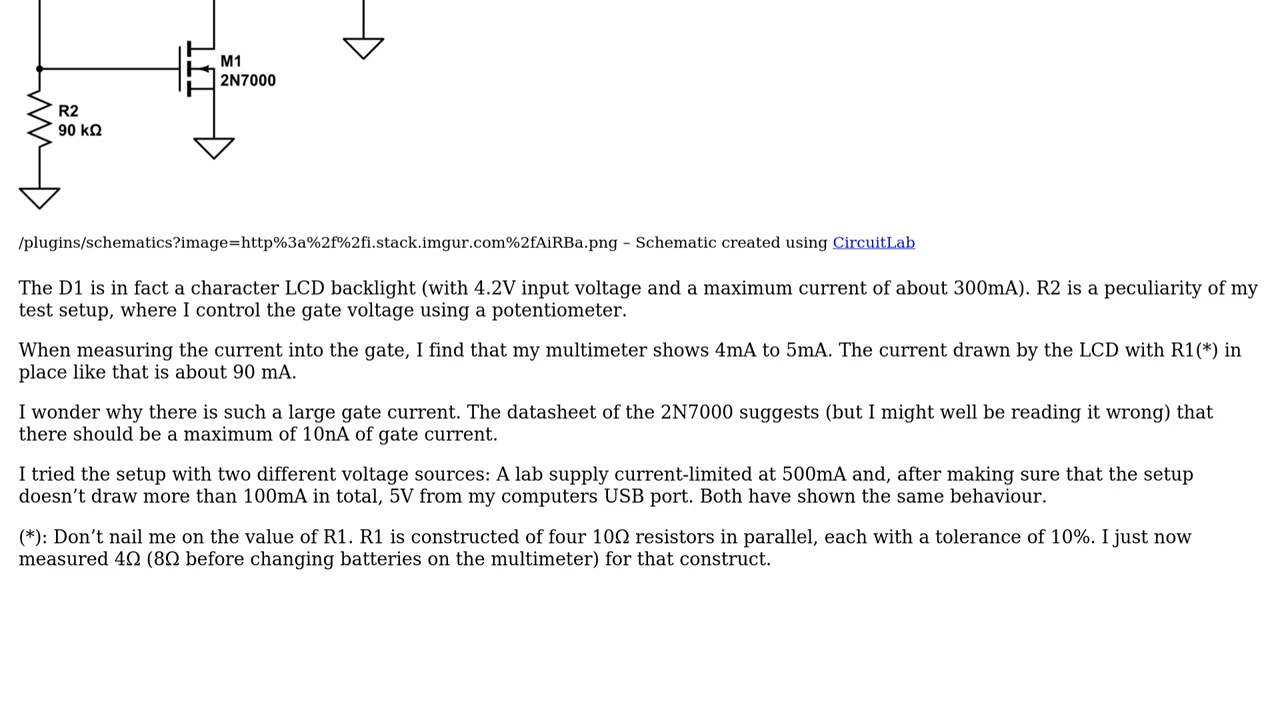 M1
2N7000
R2
90 kΩ
/plugins/schematics?image=http%3a%2f%2fi.stack.imgur.com%2fAiRBa.png – Schematic created using CircuitLab
The D1 is in fact a character LCD backlight (with 4.2V input voltage and a maximum current of about 300mA). R2 is a peculiarity of my
test setup, where I control the gate voltage using a potentiometer.
When measuring the current into the gate, I find that my multimeter shows 4mA to 5mA. The current drawn by the LCD with R1(*) in
place like that is about 90 mA.
I wonder why there is such a large gate current. The datasheet of the 2N7000 suggests (but I might well be reading it wrong) that
there should be a maximum of 10nA of gate current.
I tried the setup with two different voltage sources: A lab supply current-limited at 500mA and, after making sure that the setup
doesn’t draw more than 100mA in total, 5V from my computers USB port. Both have shown the same behaviour.
(*): Don’t nail me on the value of R1. R1 is constructed of four 10Ω resistors in parallel, each with a tolerance of 10%. I just now
measured 4Ω (8Ω before changing batteries on the multimeter) for that construct.